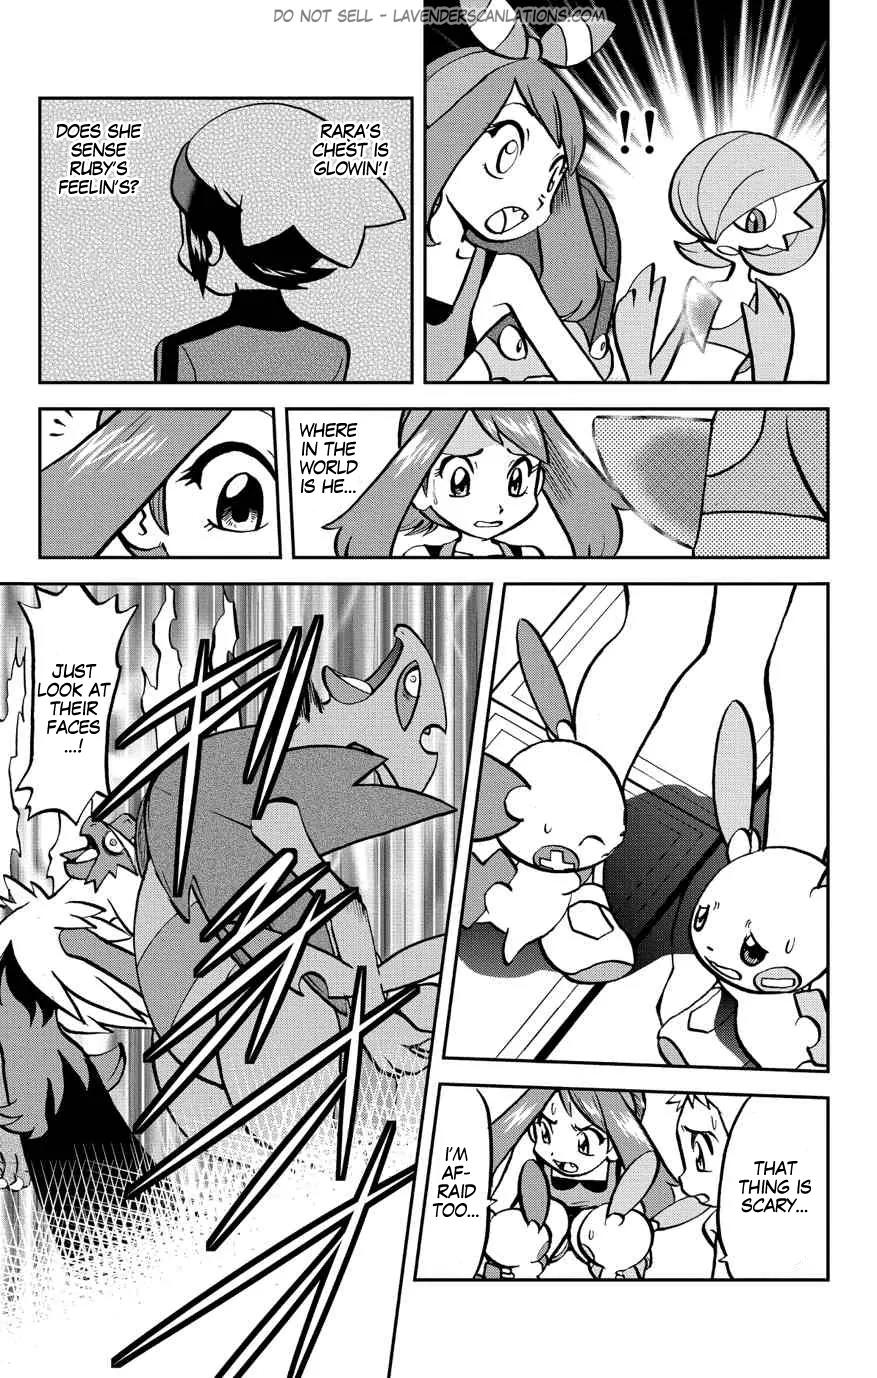 DO NOT SELL - LAVENDERSCANLATIONS.COM
!!
RARA'S
CHEST IS
GLOWIN'!
DOES SHE
SENSE
RUBY'S
FEELIN'S?
WHERE
IN THE
WORLD
IS HE...
JUST
LOOK AT
THEIR
FACES
...!
THAT
THING IS
SCARY...
I'M
AF-
RAID
TOO...